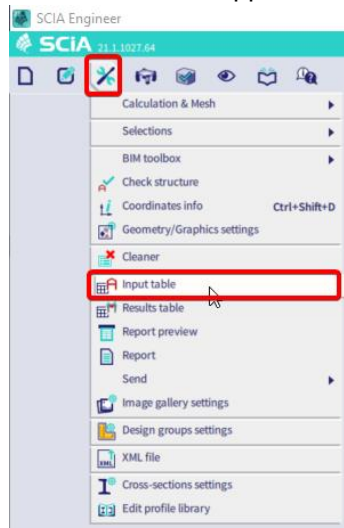 SCIA Engineer
SCiA 21.1.1027.64
Calculation & Mesh
Selections
BIM toolbox
Check structure
Coordinates info Ctrl+Shift+D
Geometry/Graphics settings
Cleaner
Input table
Results table
Report preview
Report
Send
Image gallery settings
Design groups settings
XML file
Cross-sections settings
Edit profile library